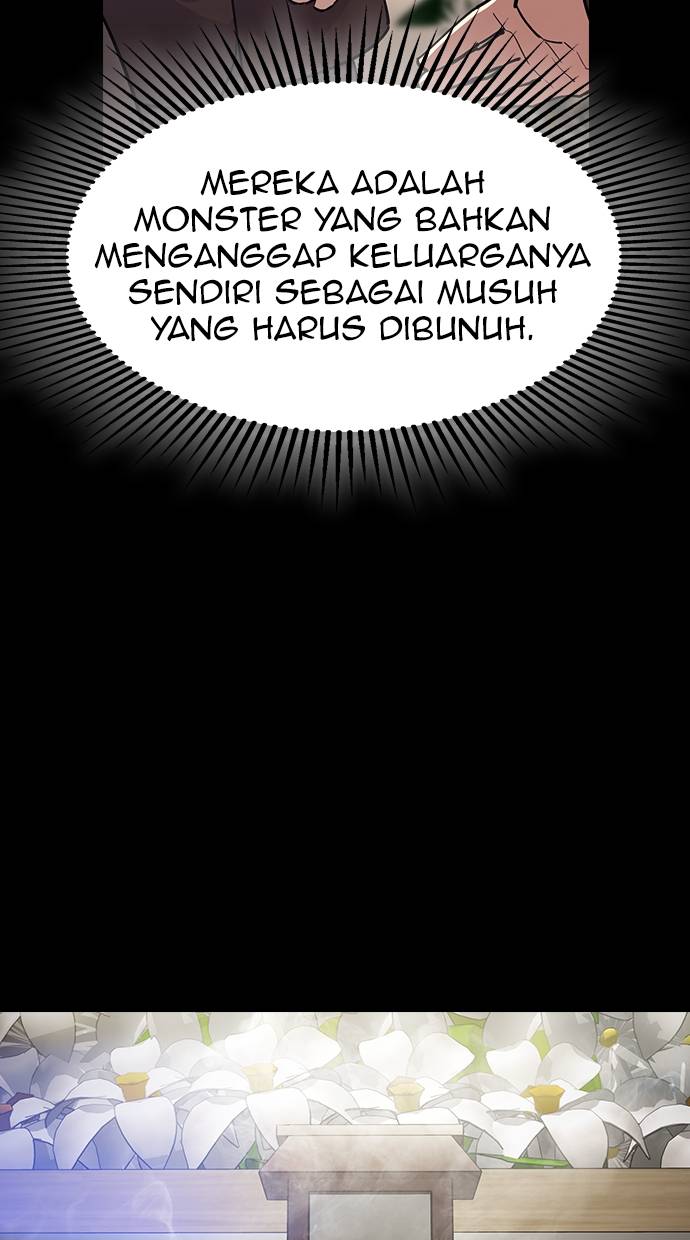 MEREKA ADALAH
MONSTER YANG BAHKAN
MENGANGGAP KELUARGANYA
SENDIRI SEBAGAI MUSUH
YANG HARUS DIBUNUH.